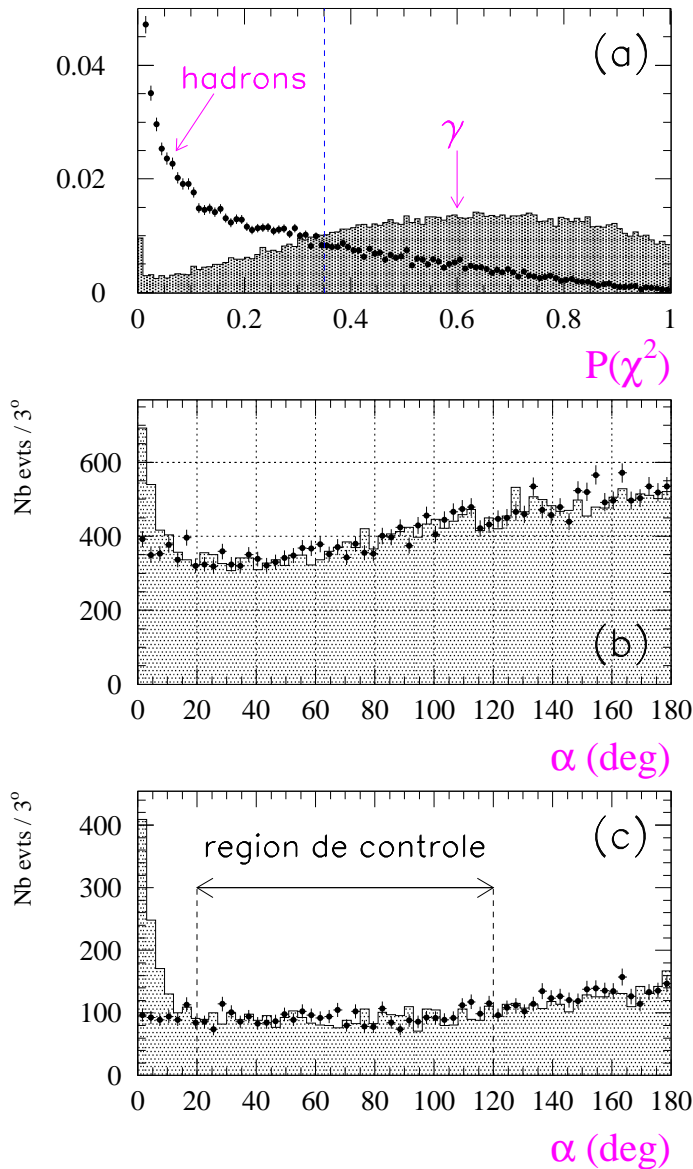 (a)
hadrons
γ
0.04
0.02
0
0 0.2 0.4 0.6 0.8 1
P(χ²)
Nb evts / 3°
600
400
200
0
(b)
0 20 40 60 80 100 120 140 160 180
α (deg)
Nb evts / 3°
400
300
200
100
0
(c)
region de controle
0 20 40 60 80 100 120 140 160 180
α (deg)